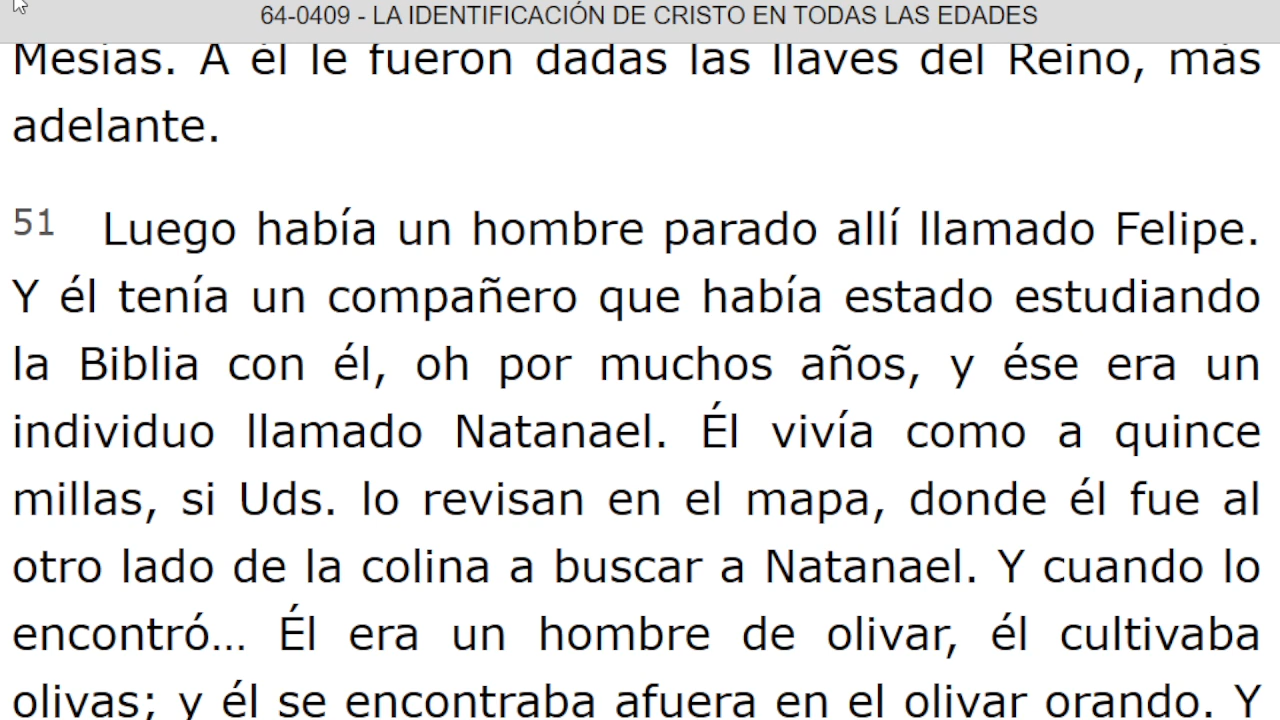 64-0409 - LA IDENTIFICACIÓN DE CRISTO EN TODAS LAS EDADES
Mesías. A él le fueron dadas las llaves del Reino, más
adelante.
51 Luego había un hombre parado allí llamado Felipe.
Y él tenía un compañero que había estado estudiando
la Biblia con él, oh por muchos años, y ése era un
individuo llamado Natanael. Él vivía como a quince
millas, si Uds. lo revisan en el mapa, donde él fue al
otro lado de la colina a buscar a Natanael. Y cuando lo
encontró… Él era un hombre de olivar, él cultivaba
olivas; y él se encontraba afuera en el olivar orando. Y